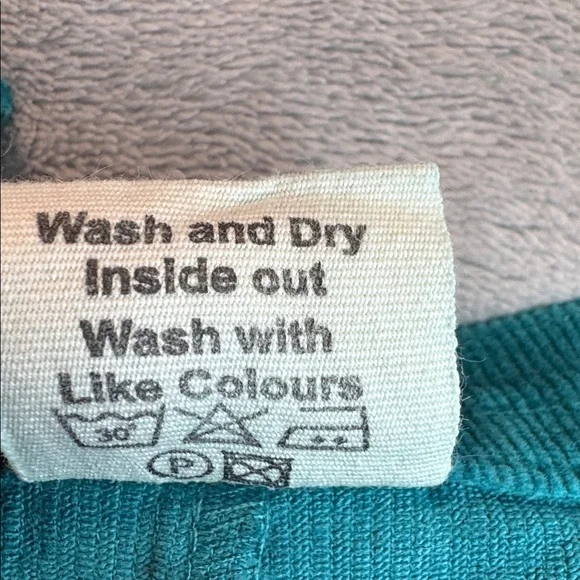 Wash and Dry
Inside out
Wash with
Like Colours
30°
P